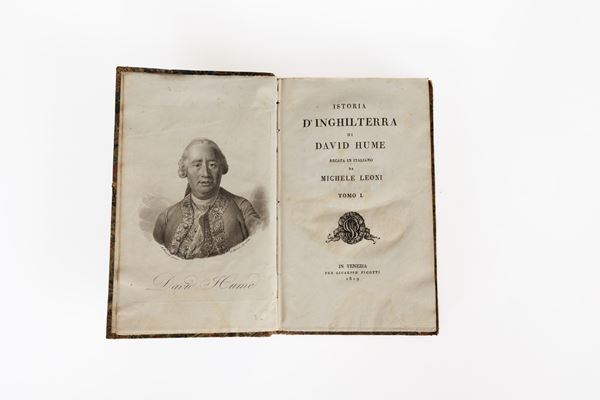 David Hume
ISTORIA
D'INGHILTERRA
DI
DAVID HUME
RECATA IN ITALIANO
DA
MICHELE LEONI
TOMO I.
IN VENEZIA
PER GIUSEPPE PICOTTI
1819